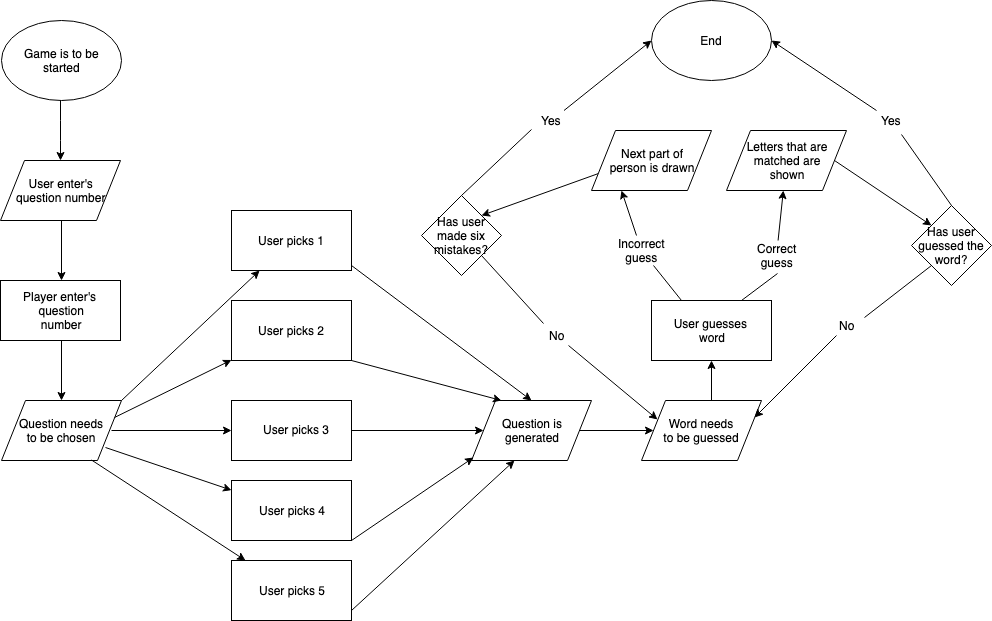 Game is to be
started
User enter's
question number
Player enter's
question
number
Question needs
to be chosen
User picks 1
User picks 2
User picks 3
User picks 4
User picks 5
Question is
generated
Word needs
to be guessed
User guesses
word
Incorrect
guess
Correct
guess
Next part of
person is drawn
Letters that are
matched are
shown
Has user
made six
mistakes?
Has user
guessed the
word?
Yes
No
Yes
No
End